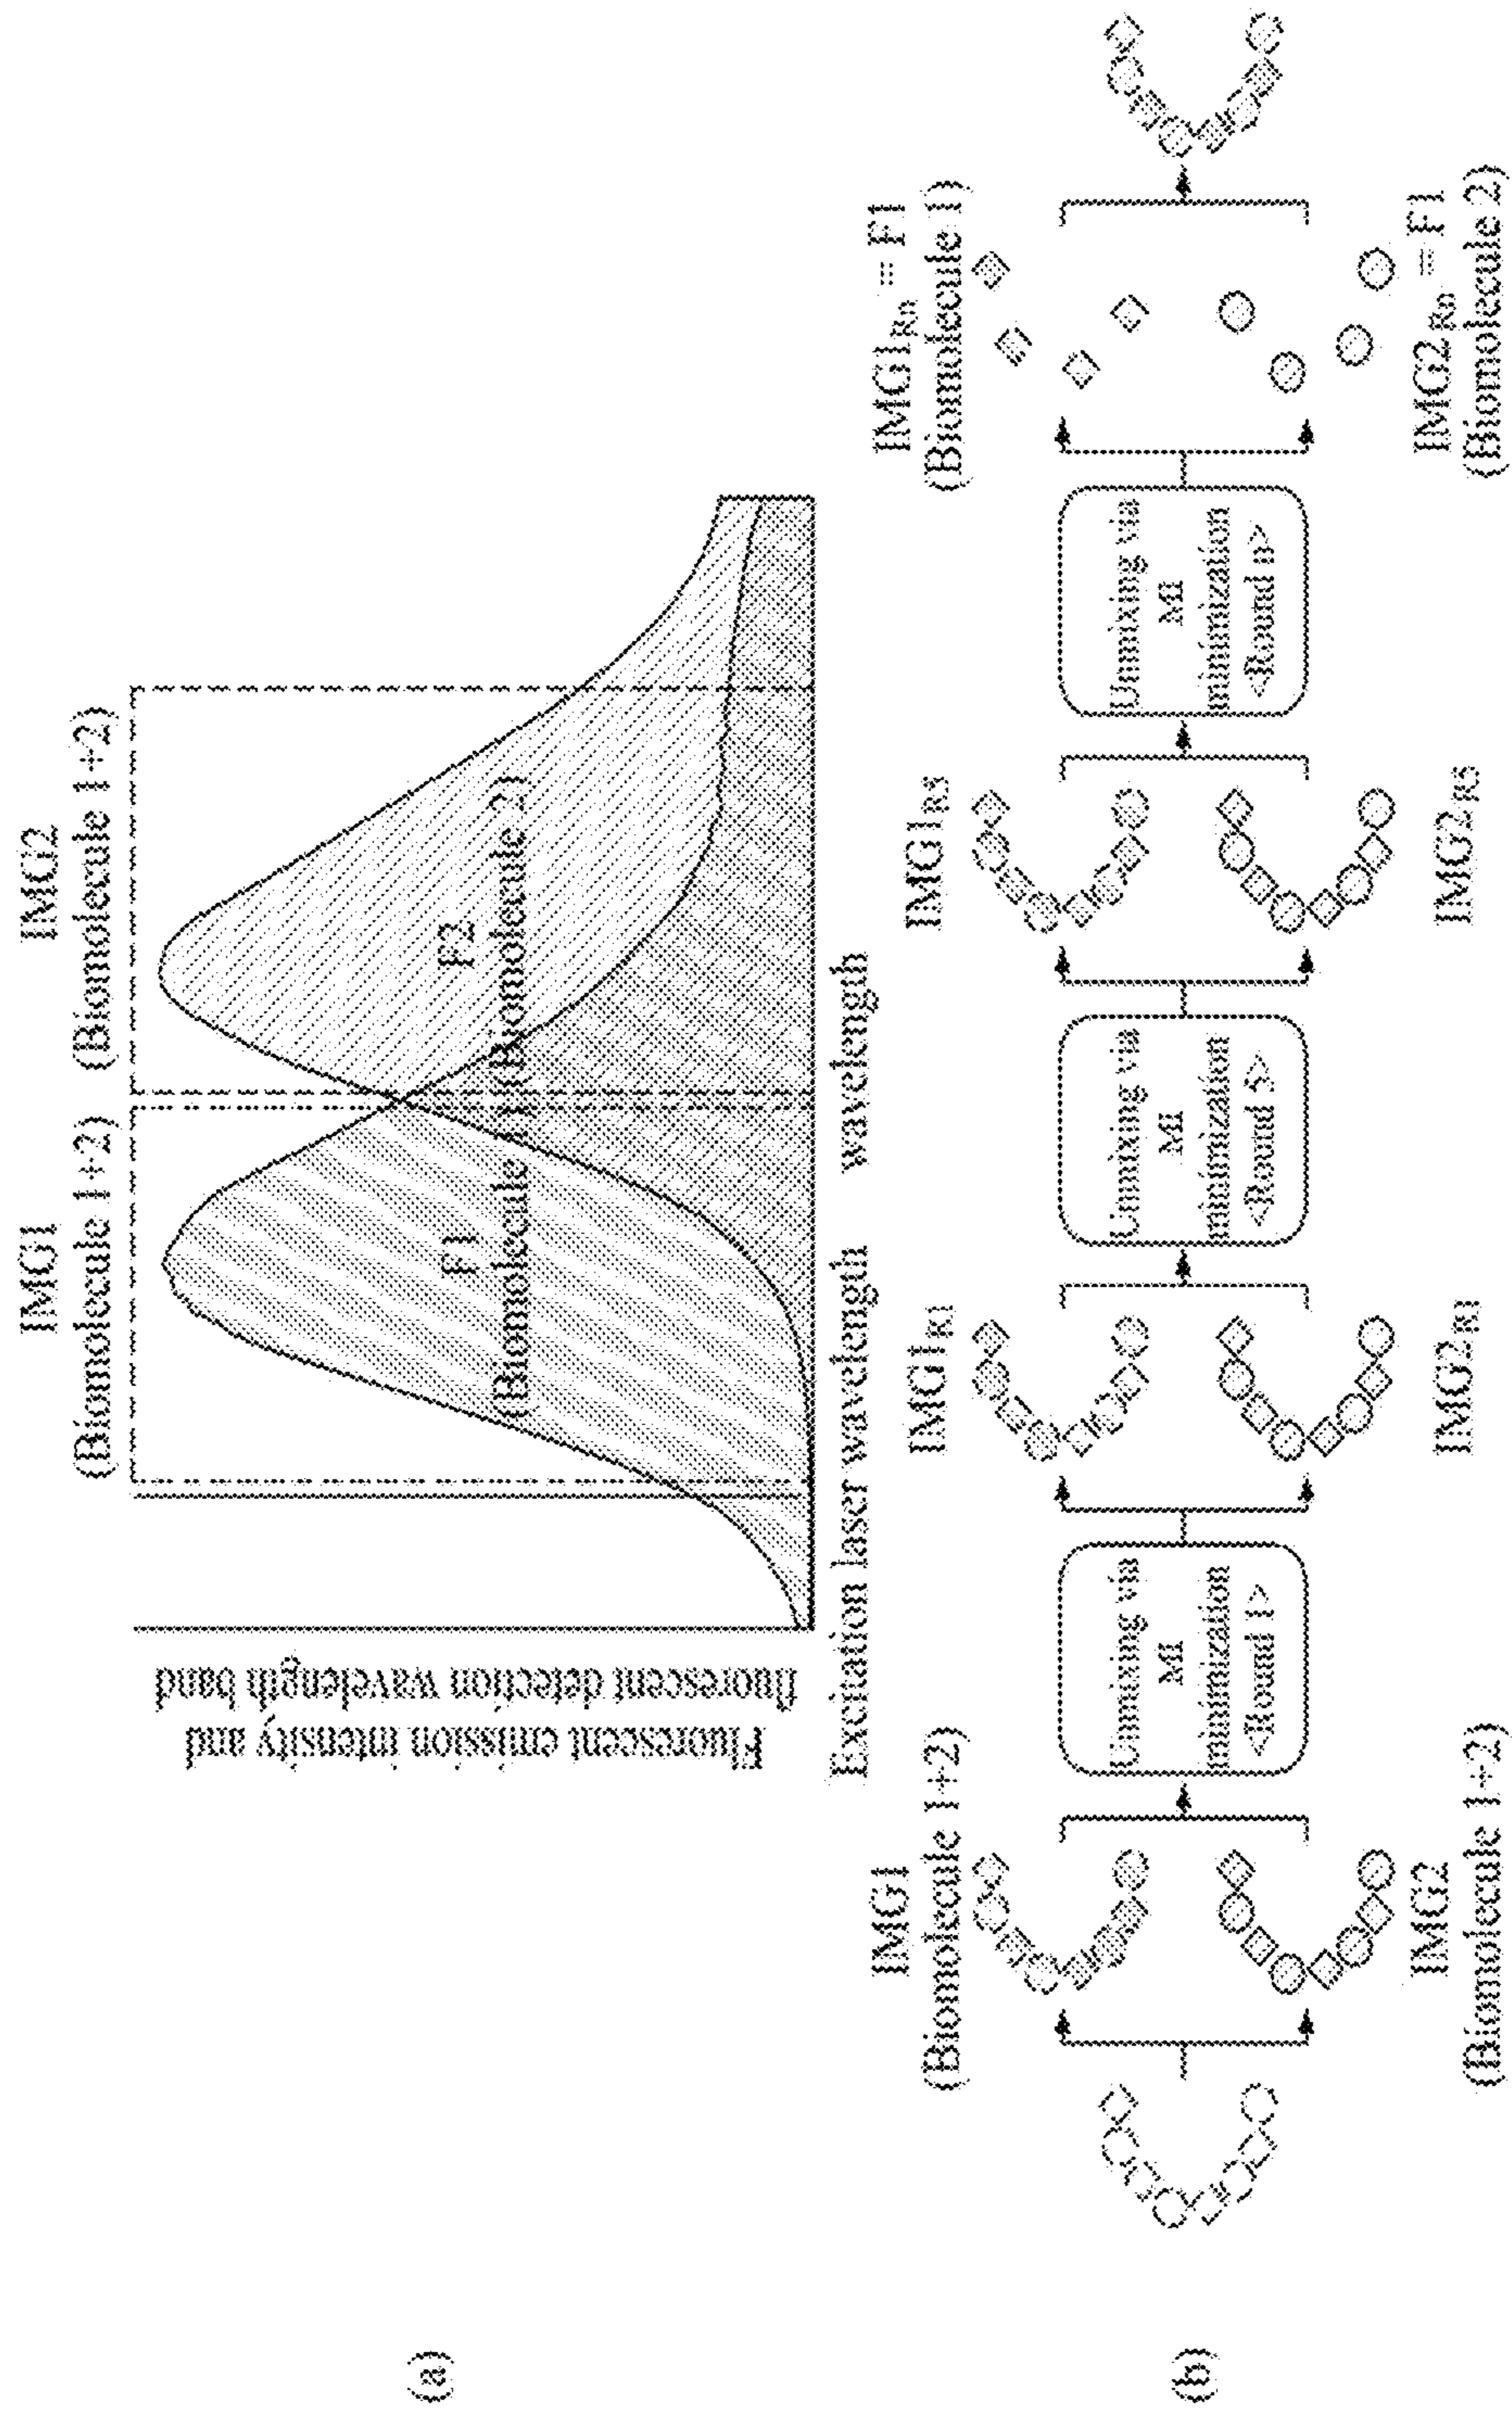 (a)
IMG1
(Biomolecule 1+2)
IMG2
(Biomolecule 1+2)
Fluorescent emission intensity and
fluorescent detection wavelength band
F1
(Biomolecule 1)
F2
(Biomolecule 2)
Excitation laser wavelength
wavelength
(b)
IMG1
(Biomolecule 1+2)
IMG2
(Biomolecule 1+2)
Unmixing via
MI
minimization
<Round 1>
IMG1R1
IMG2R1
Unmixing via
MI
minimization
<Round 5>
IMG1R5
IMG2R5
Unmixing via
MI
minimization
<Round n>
IMG1Rn = F1
(Biomolecule 1)
IMG2Rn = F1
(Biomolecule 2)